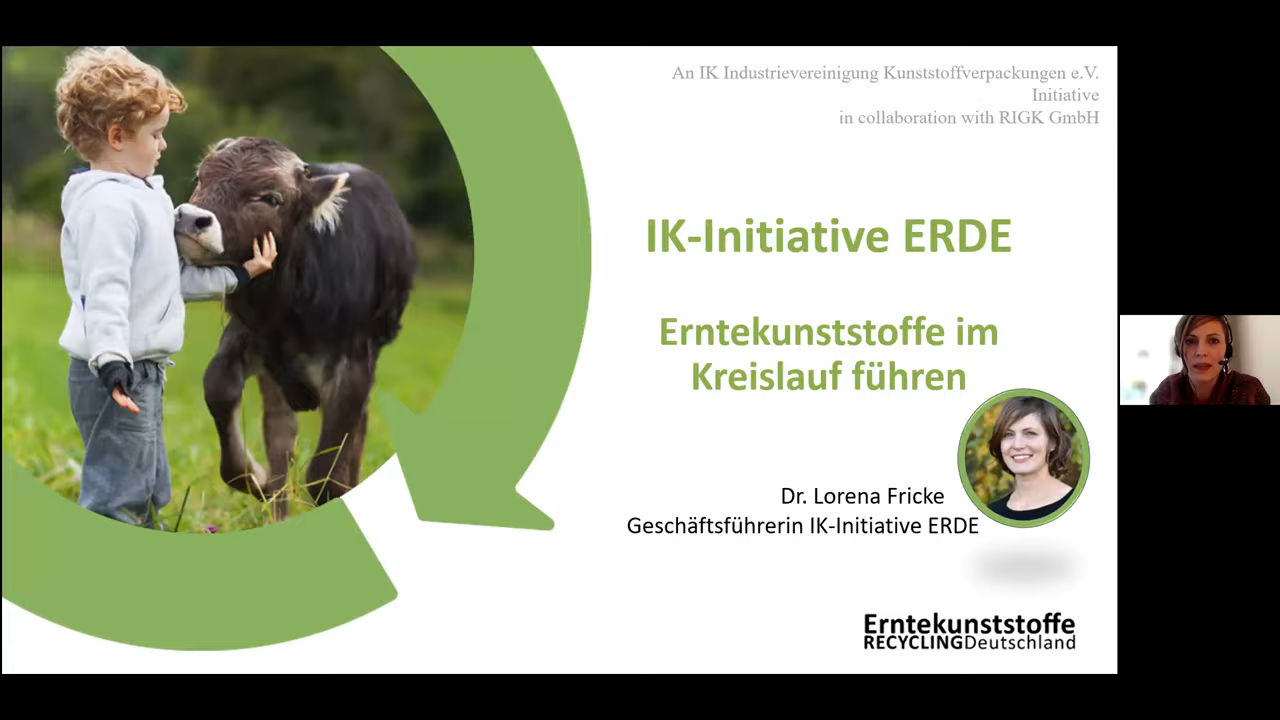 An IK Industrievereinigung Kunststoffverpackungen e.V.
Initiative
in collaboration with RIGK GmbH
IK-Initiative ERDE
Erntekunststoffe im
Kreislauf führen
Dr. Lorena Fricke
Geschäftsführerin IK-Initiative ERDE
Erntekunststoffe
RECYCLINGDeutschland